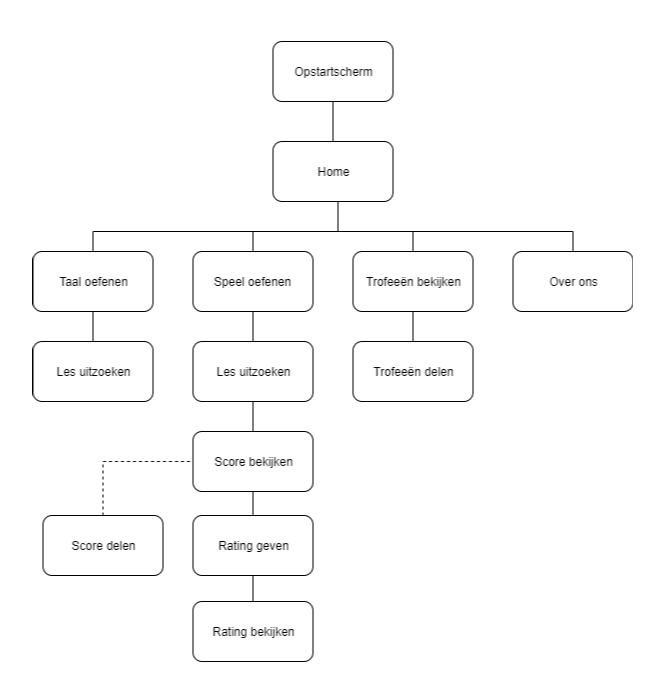 Opstartscherm
Home
Taal oefenen
Speel oefenen
Trofeeën bekijken
Over ons
Les uitzoeken
Les uitzoeken
Trofeeën delen
Score bekijken
Score delen
Rating geven
Rating bekijken